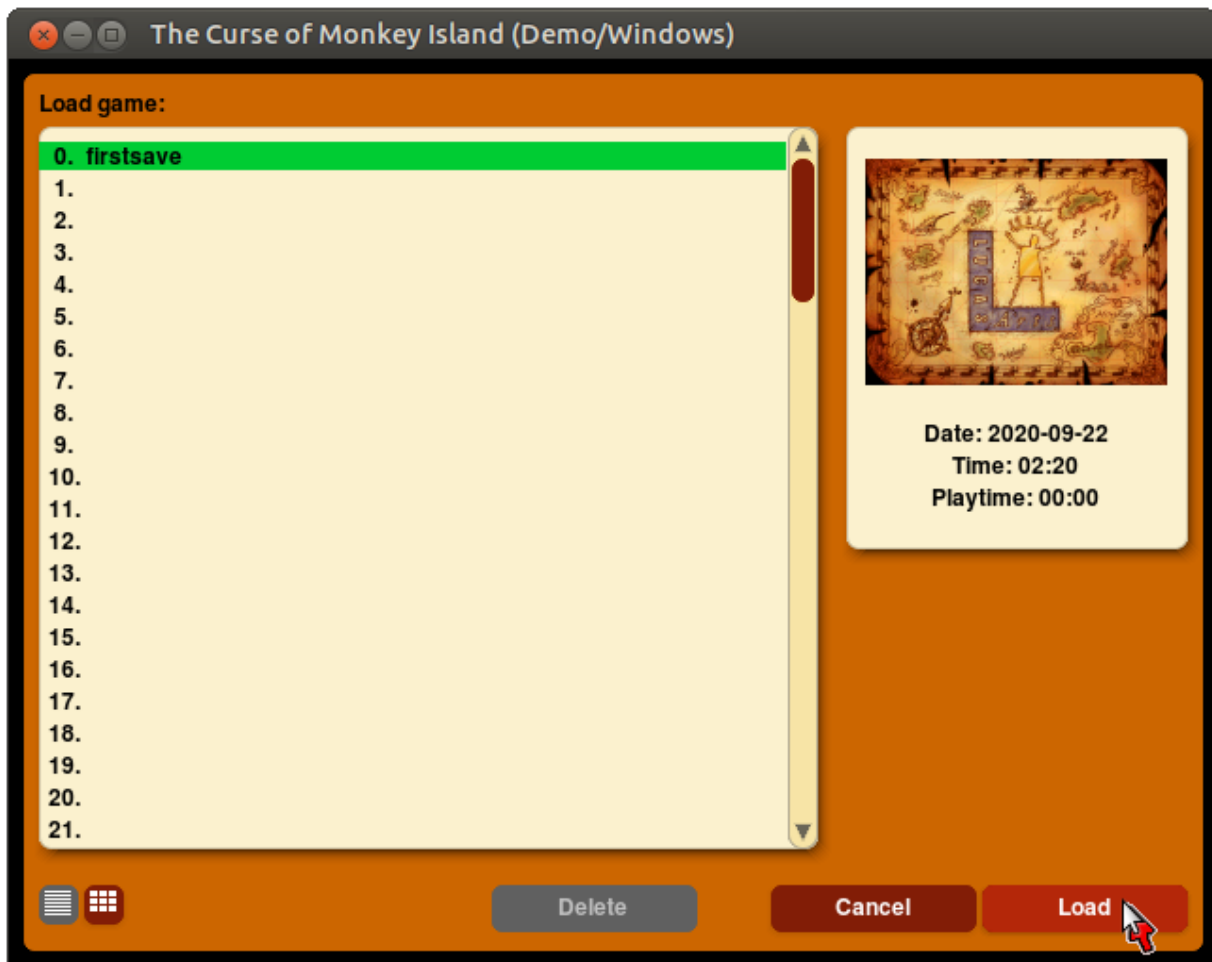 The Curse of Monkey Island (Demo/Windows)
Load game:
0. firstsave
1.
2.
3.
4.
5.
6.
7.
8.
9.
10.
11.
12.
13.
14.
15.
16.
17.
18.
19.
20.
21.
LUCAS
ARTS
Date: 2020-09-22
Time: 02:20
Playtime: 00:00
Delete
Cancel
Load